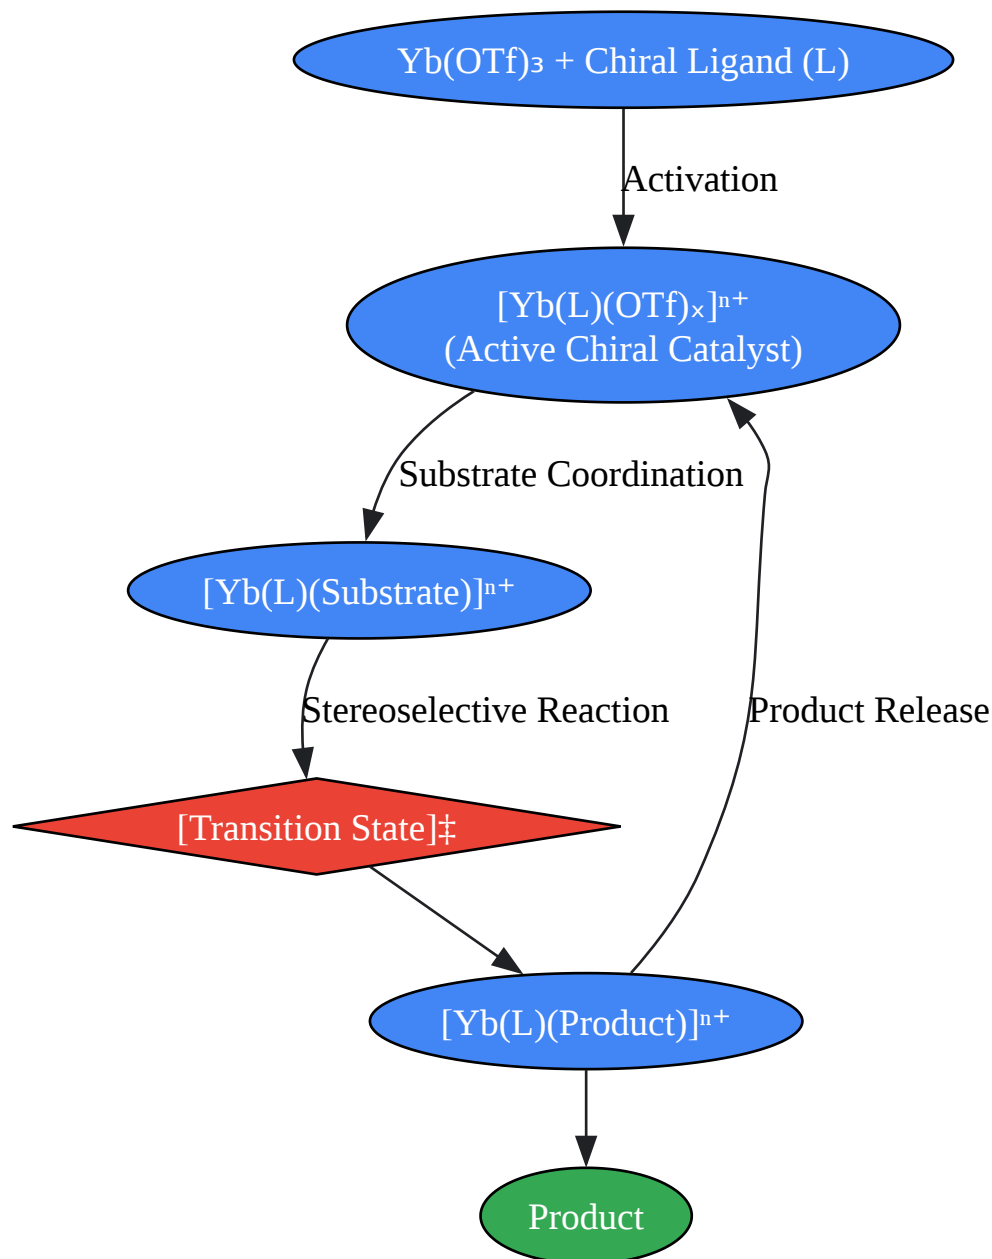 Yb(OTf)₃ + Chiral Ligand (L)
Activation
[Yb(L)(OTf)ₓ]ⁿ⁺
(Active Chiral Catalyst)
Substrate Coordination
[Yb(L)(Substrate)]ⁿ⁺
Stereoselective Reaction
Product Release
[Transition State]‡
[Yb(L)(Product)]ⁿ⁺
Product